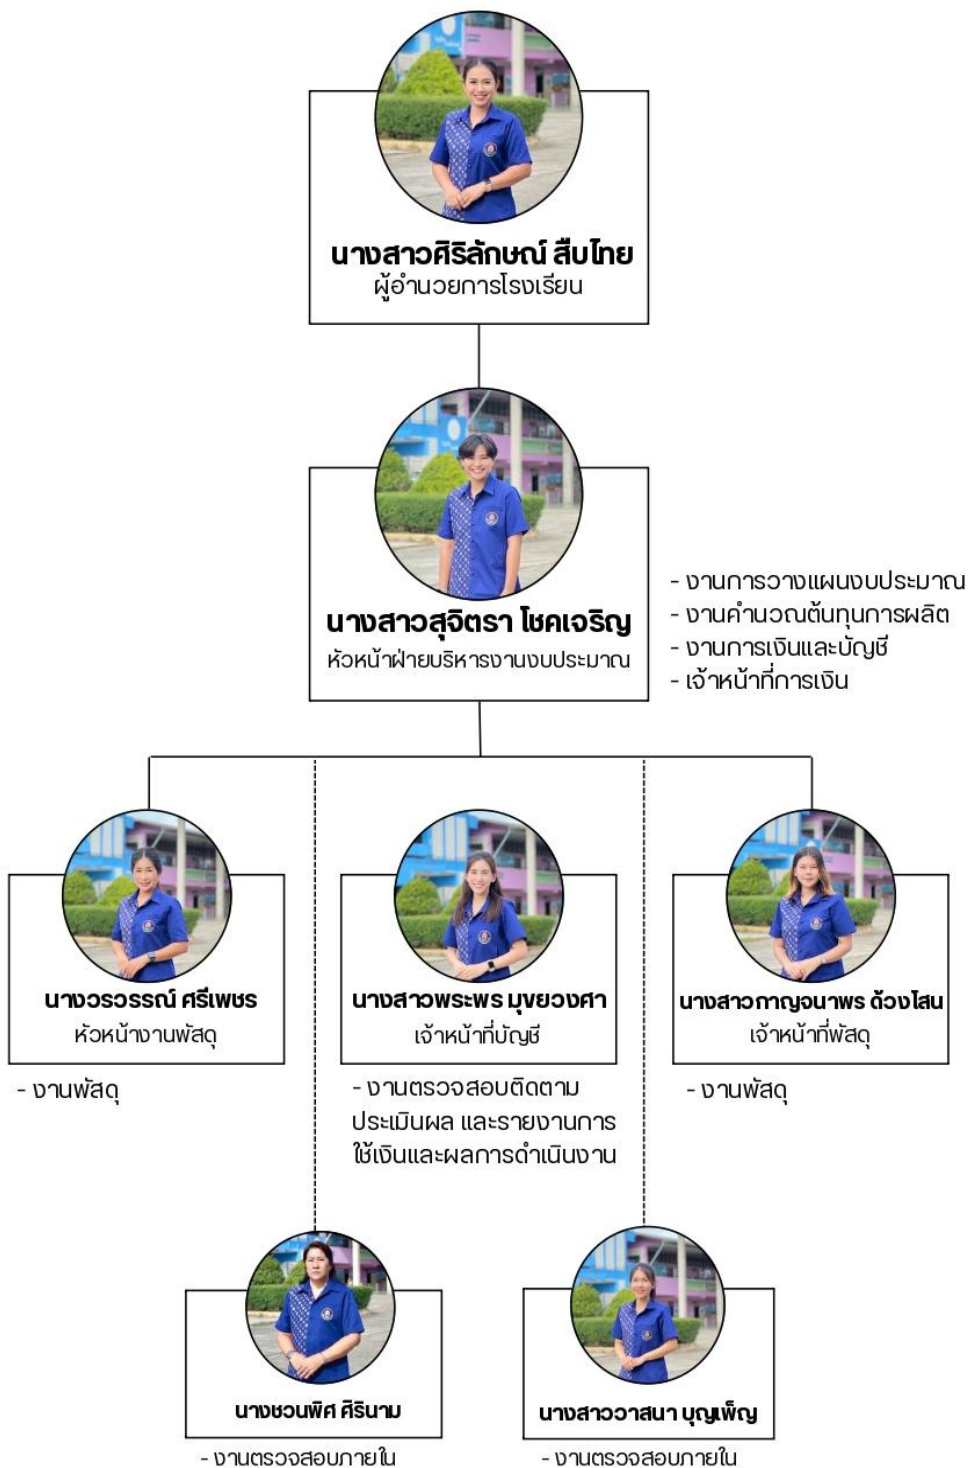 นางสาวศิริลักษณ์ สืบไทย
ผู้อำนวยการโรงเรียน
นางสาวสุจิตรา โชคเจริญ
หัวหน้าฝ่ายบริหารงานงบประมาณ
- งานการวางแผนงบประมาณ
- งานคำนวณต้นทุนการผลิต
- งานการเงินและบัญชี
- เจ้าหน้าที่การเงิน
นางวรวรรณ์ ศรีเพชร
หัวหน้างานพัสดุ
- งานพัสดุ
นางสาวพระพร มุขยวงศา
เจ้าหน้าที่บัญชี
- งานตรวจสอบติดตาม
ประเมินผล และรายงานการ
ใช้เงินและผลการดำเนินงาน
นางสาวกาญจนาพร ด้วงโสน
เจ้าหน้าที่พัสดุ
- งานพัสดุ
นางชวนพิศ ศิรินาม
- งานตรวจสอบภายใน
นางสาววาสนา บุญเพ็ญ
- งานตรวจสอบภายใน